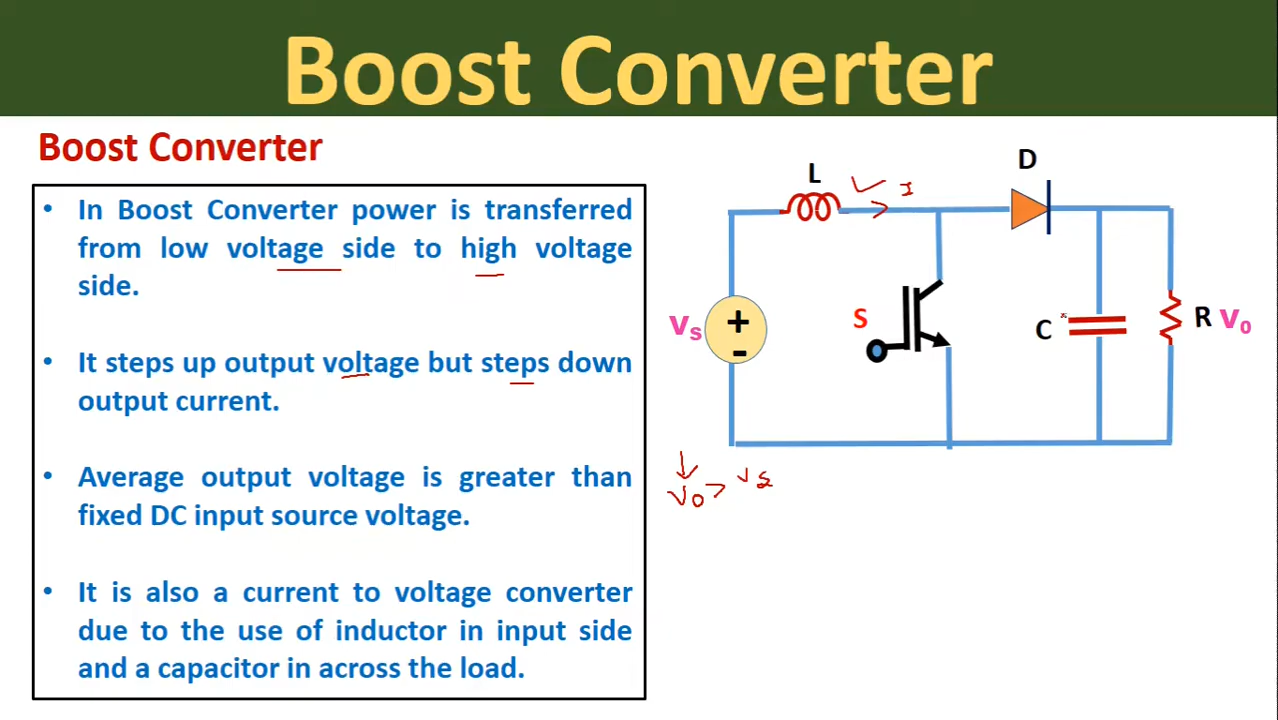 Boost Converter
Boost Converter
• In Boost Converter power is transferred
from low voltage side to high voltage
side.
• It steps up output voltage but steps down
output current.
• Average output voltage is greater than
fixed DC input source voltage.
• It is also a current to voltage converter
due to the use of inductor in input side
and a capacitor in across the load.
L
I
D
S
Vs
+
-
C
R
V0
V0 > Vs